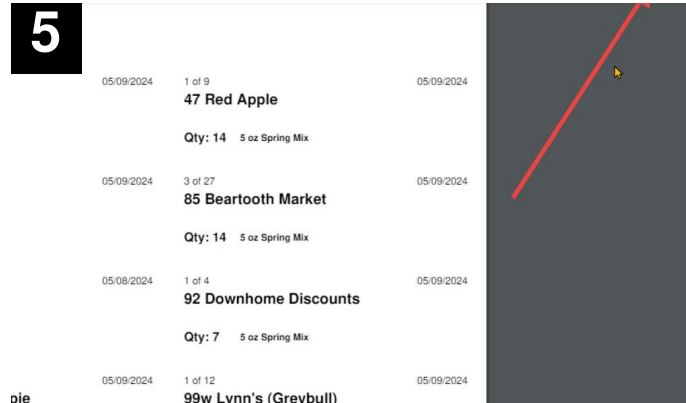 5
05/09/2024 1 of 9 05/09/2024
47 Red Apple
Qty: 14 5 oz Spring Mix
05/09/2024 3 of 27 05/09/2024
85 Beartooth Market
Qty: 14 5 oz Spring Mix
05/08/2024 1 of 4 05/09/2024
92 Downhome Discounts
Qty: 7 5 oz Spring Mix
05/09/2024 1 of 12 05/09/2024
pie 99w Lynn's (Greybull)